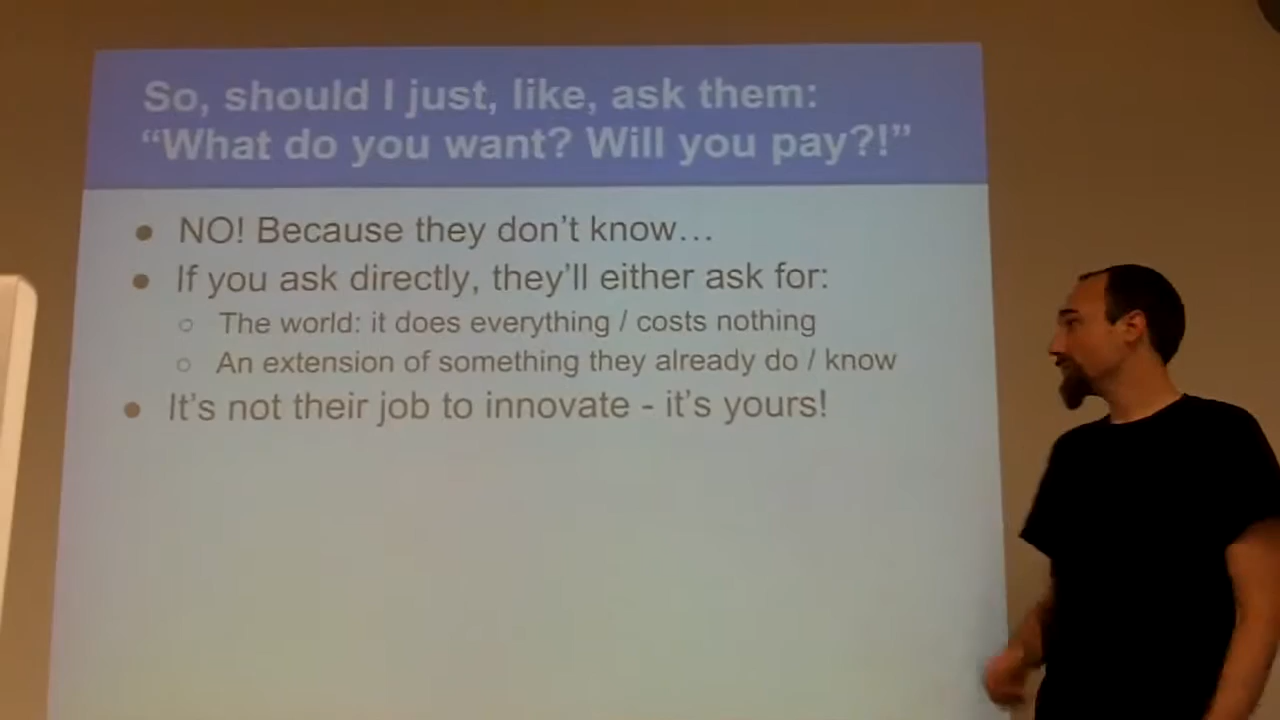 So, should I just, like, ask them:
“What do you want? Will you pay?!”
● NO! Because they don’t know…
● If you ask directly, they’ll either ask for:
○ The world: it does everything / costs nothing
○ An extension of something they already do / know
● It’s not their job to innovate - it’s yours!